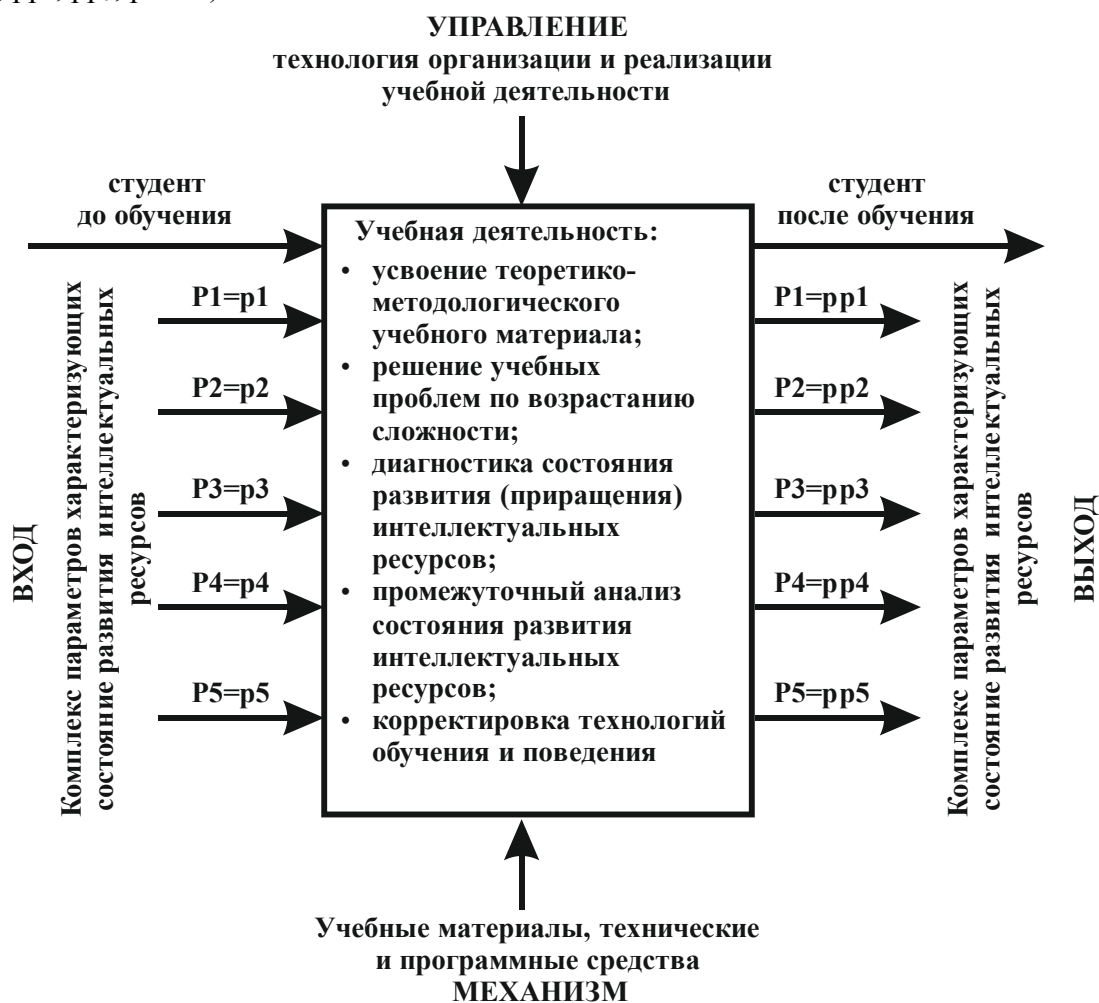 УПРАВЛЕНИЕ
технология организации и реализации
учебной деятельности
студент
до обучения
студент
после обучения
ВХОД
Комплекс параметров характеризующих
состояние развития интеллектуальных
ресурсов
P1=p1
P2=p2
P3=p3
P4=p4
P5=p5
Учебная деятельность:
• усвоение теоретико-
методологического
учебного материала;
• решение учебных
проблем по возрастанию
сложности;
• диагностика состояния
развития (приращения)
интеллектуальных
ресурсов;
• промежуточный анализ
состояния развития
интеллектуальных
ресурсов;
• корректировка технологий
обучения и поведения
P1=pp1
P2=pp2
P3=pp3
P4=pp4
P5=pp5
Комплекс параметров характеризующих
состояние развития интеллектуальных
ресурсов
ВЫХОД
Учебные материалы, технические
и программные средства
МЕХАНИЗМ